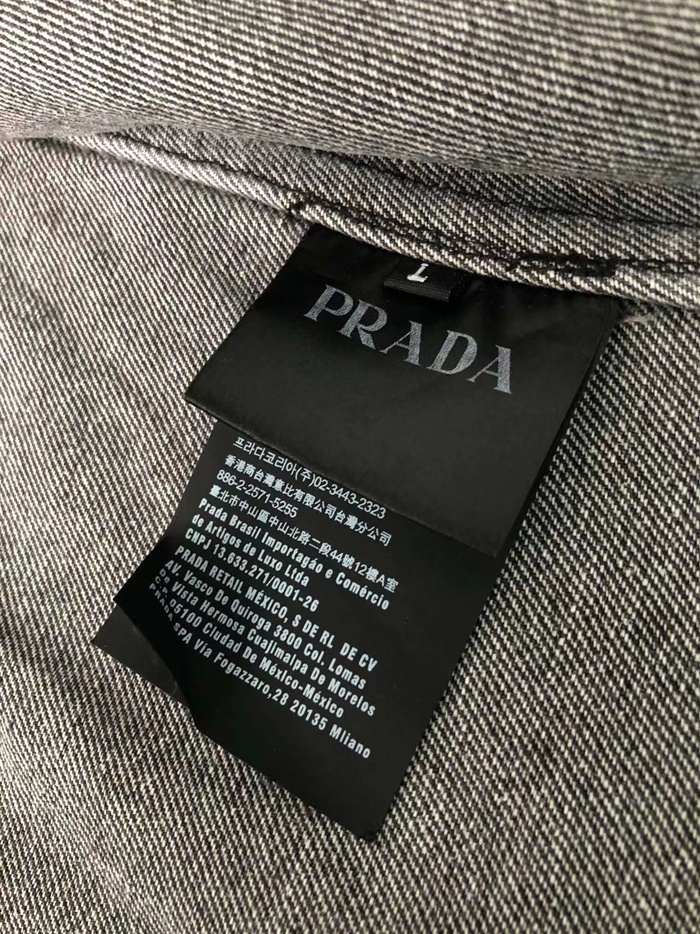 L
PRADA
프라다코리아(주)02-3443-2323
香港商台灣意比有限公司台灣分公司
886-2-2571-5255
臺北市中山區中山北路二段44號12樓A室
Prada Brasil Importagáo e Comércio
de Artigos de Luxo Ltda
CNPJ 13.633.271/0001-26
PRADA RETAIL MÉXICO, S DE RL DE CV
AV. Vasco De Quiroga 3800 Col. Lomas
De Vista Hermosa Cuajimalpa De Morelos
C.P. 05100 Ciudad De México-México
PRADA SPA Via Fogazzaro,28 20135 Milano